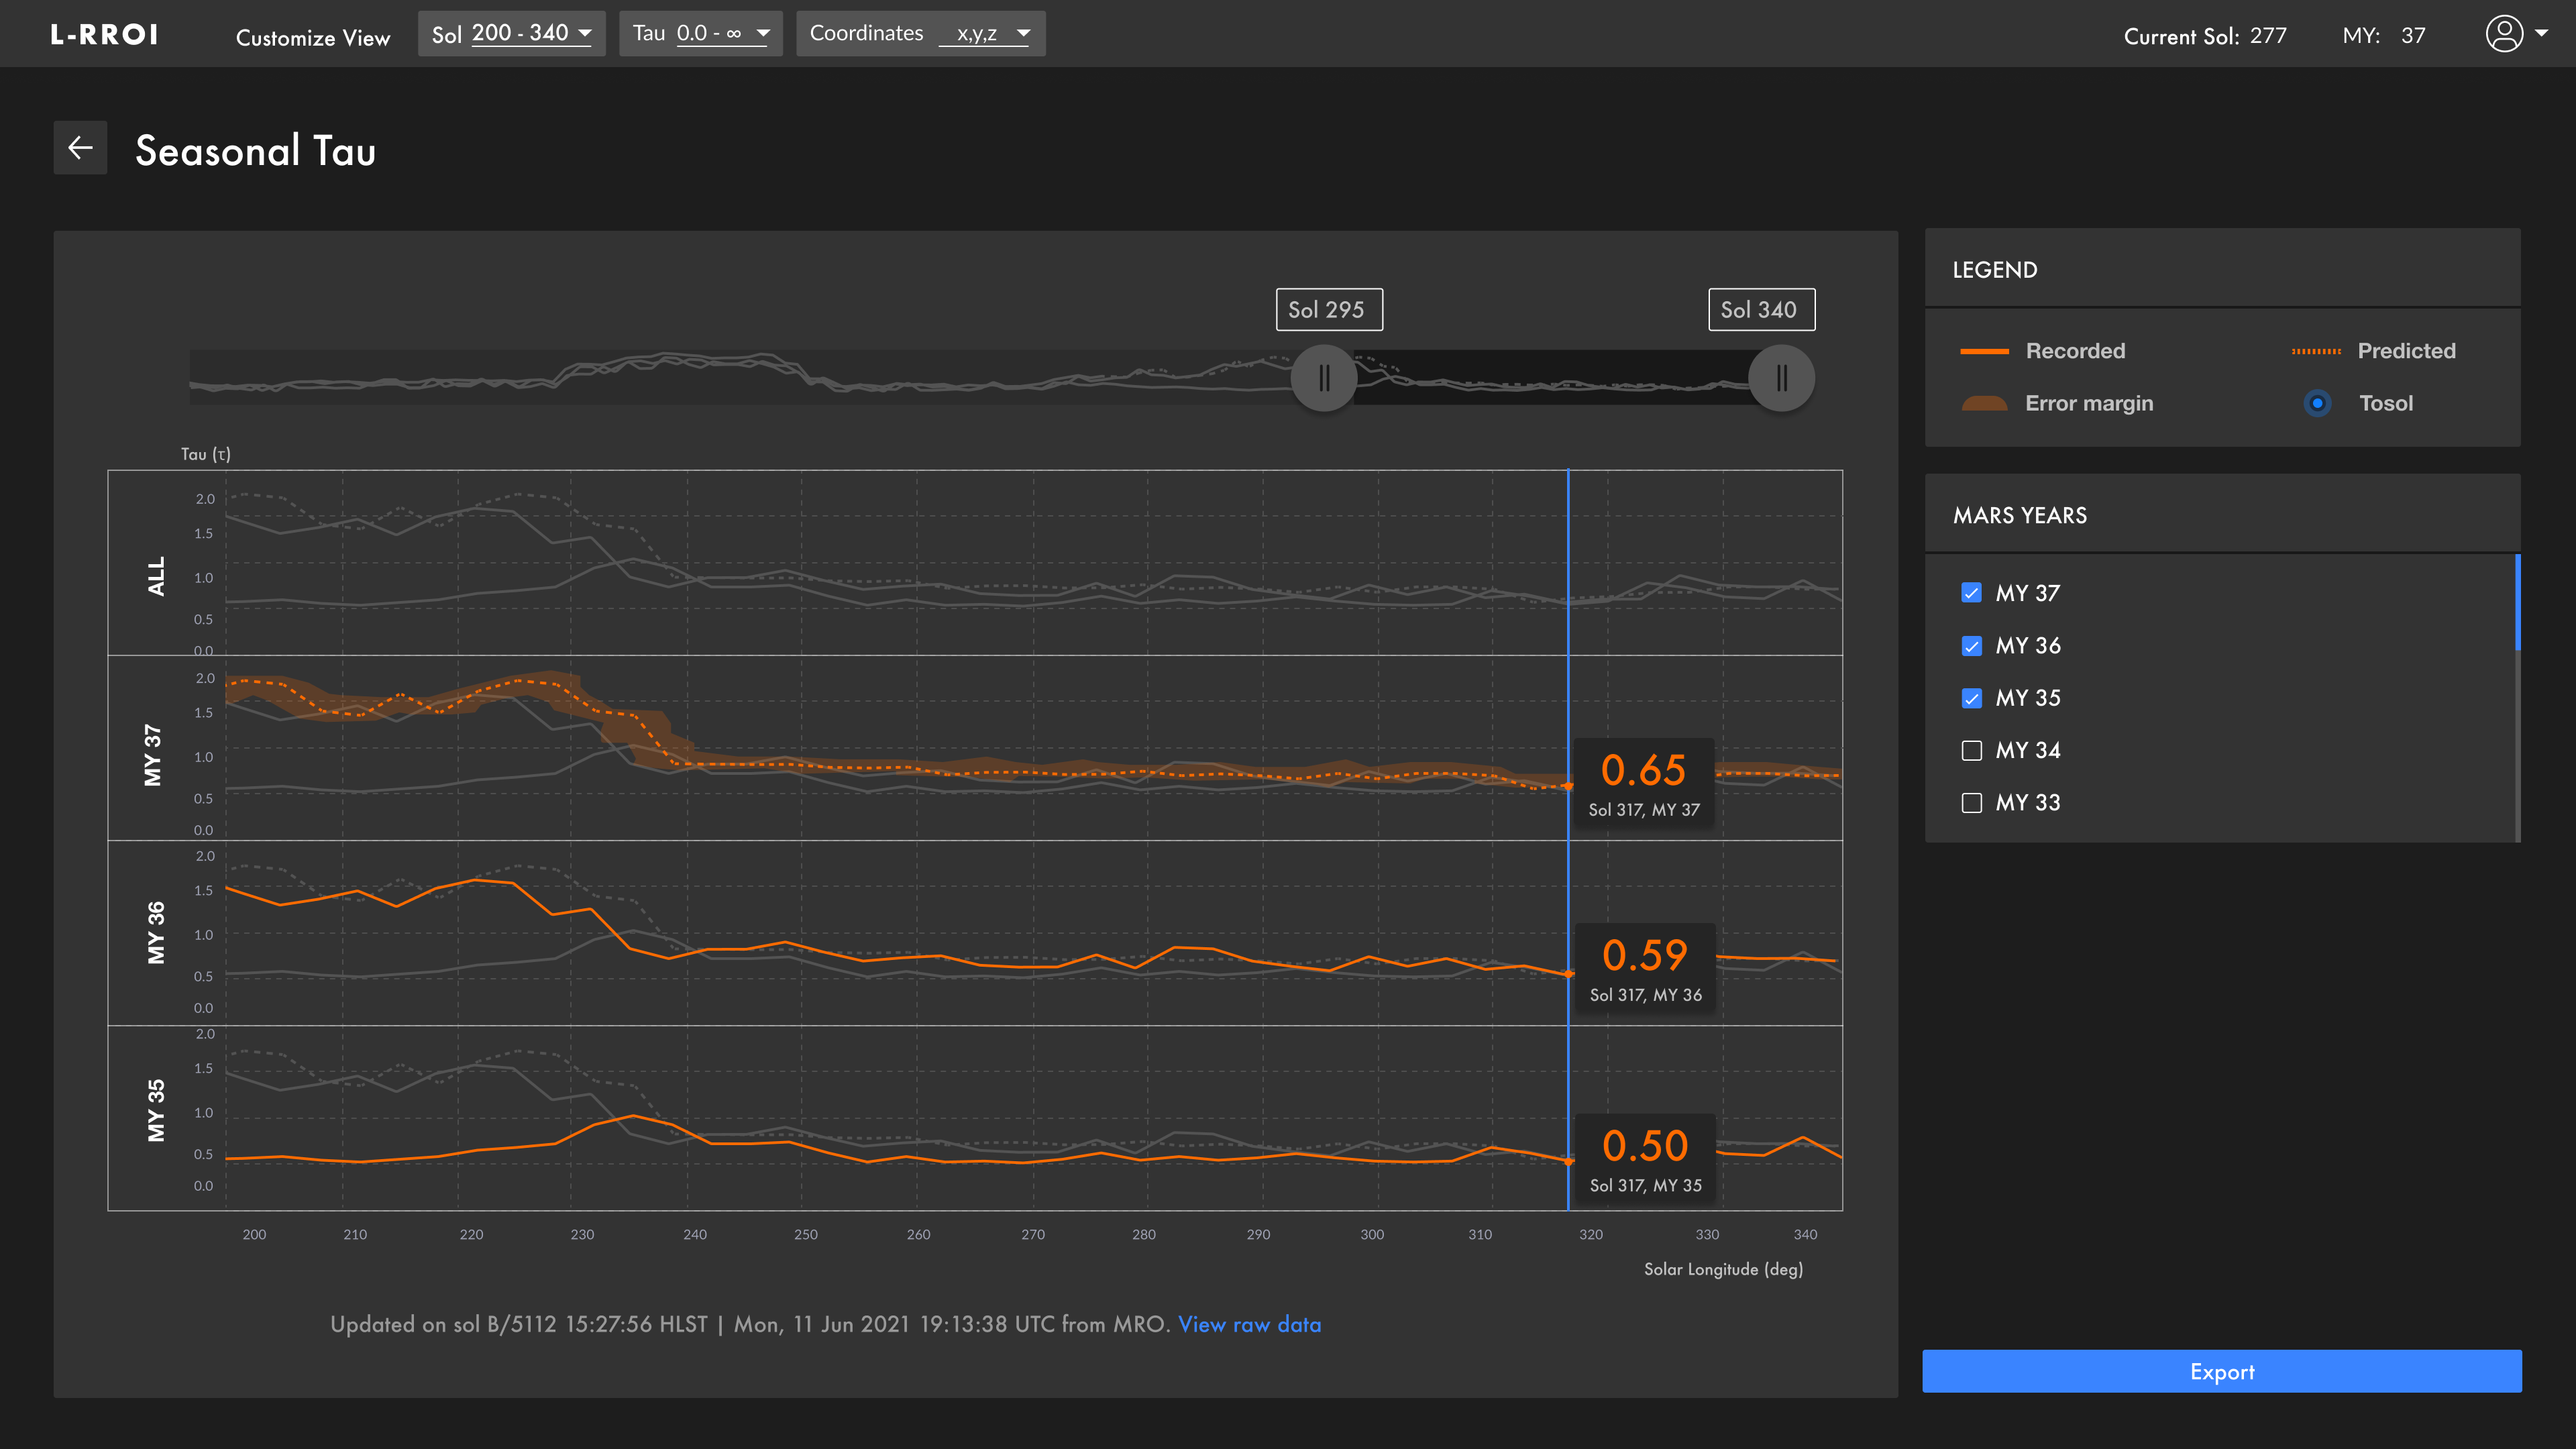 L-RROI
Customize View
Sol 200 - 340
Tau 0.0 - ∞
Coordinates x,y,z
Current Sol: 277
MY: 37
Seasonal Tau
Sol 295
Sol 340
Tau (τ)
ALL
2.0
1.5
1.0
0.5
0.0
MY 37
2.0
1.5
1.0
0.5
0.0
0.65
Sol 317, MY 37
MY 36
2.0
1.5
1.0
0.5
0.0
0.59
Sol 317, MY 36
MY 35
2.0
1.5
1.0
0.5
0.0
0.50
Sol 317, MY 35
200 210 220 230 240 250 260 270 280 290 300 310 320 330 340
Solar Longitude (deg)
Updated on sol B/5112 15:27:56 HLST | Mon, 11 Jun 2021 19:13:38 UTC from MRO. View raw data
LEGEND
Recorded
Predicted
Error margin
Tosol
MARS YEARS
MY 37
MY 36
MY 35
MY 34
MY 33
Export